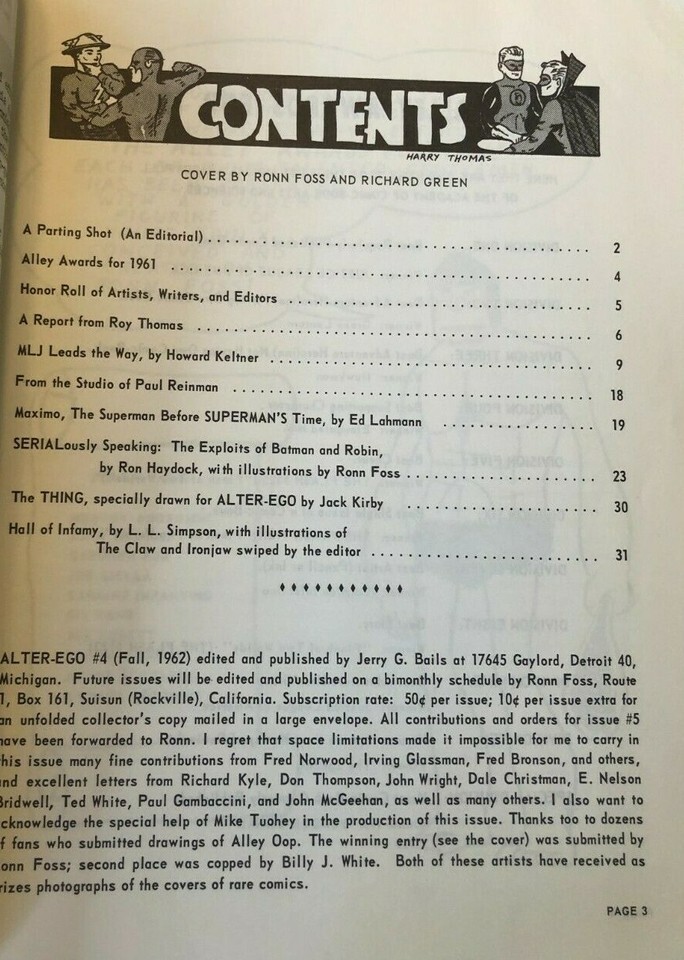 CONTENTS
HARRY THOMAS
COVER BY RONN FOSS AND RICHARD GREEN
A Parting Shot (An Editorial) . . . . . . . . . . . . . . . . . . . . 2
Alley Awards for 1961 . . . . . . . . . . . . . . . . . . . . 4
Honor Roll of Artists, Writers, and Editors . . . . . . . . . . . . . . . . . . . . 5
A Report from Roy Thomas . . . . . . . . . . . . . . . . . . . . 6
MLJ Leads the Way, by Howard Keltner . . . . . . . . . . . . . . . . . . . . 9
From the Studio of Paul Reinman . . . . . . . . . . . . . . . . . . . . 18
Maximo, The Superman Before SUPERMAN'S Time, by Ed Lahmann . . . . . . . . . . 19
SERIALously Speaking: The Exploits of Batman and Robin,
by Ron Haydock, with illustrations by Ronn Foss . . . . . . . . . . 23
The THING, specially drawn for ALTER-EGO by Jack Kirby . . . . . . . . . . 30
Hall of Infamy, by L. L. Simpson, with illustrations of
The Claw and Ironjaw swiped by the editor . . . . . . . . . . 31
ALTER-EGO #4 (Fall, 1962) edited and published by Jerry G. Bails at 17645 Gaylord, Detroit 40,
Michigan. Future issues will be edited and published on a bimonthly schedule by Ronn Foss, Route
1, Box 161, Suisun (Rockville), California. Subscription rate: 50¢ per issue; 10¢ per issue extra for
an unfolded collector's copy mailed in a large envelope. All contributions and orders for issue #5
have been forwarded to Ronn. I regret that space limitations made it impossible for me to carry in
this issue many fine contributions from Fred Norwood, Irving Glassman, Fred Bronson, and others,
and excellent letters from Richard Kyle, Don Thompson, John Wright, Dale Christman, E. Nelson
Bridwell, Ted White, Paul Gambaccini, and John McGeehan, as well as many others. I also want to
cknowledge the special help of Mike Tuohey in the production of this issue. Thanks too to dozens
f fans who submitted drawings of Alley Oop. The winning entry (see the cover) was submitted by
onn Foss; second place was copped by Billy J. White. Both of these artists have received as
rizes photographs of the covers of rare comics.
PAGE 3